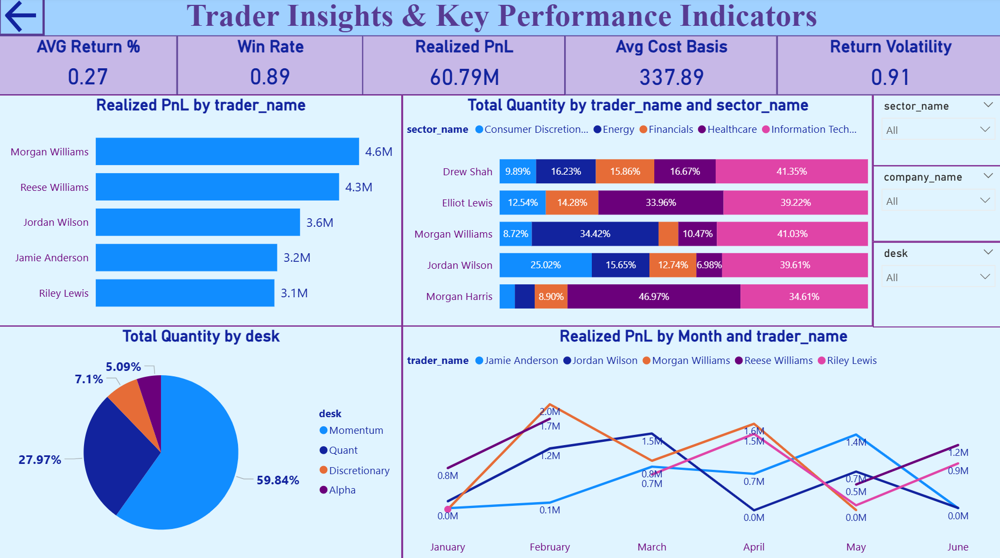 Trader Insights & Key Performance Indicators
AVG Return %
0.27
Win Rate
0.89
Realized PnL
60.79M
Avg Cost Basis
337.89
Return Volatility
0.91
Realized PnL by trader_name
Morgan Williams 4.6M
Reese Williams 4.3M
Jordan Wilson 3.6M
Jamie Anderson 3.2M
Riley Lewis 3.1M
Total Quantity by trader_name and sector_name
sector_name Consumer Discretion... Energy Financials Healthcare Information Tech...
Drew Shah 9.89% 16.23% 15.86% 16.67% 41.35%
Elliot Lewis 12.54% 14.28% 33.96% 39.22%
Morgan Williams 8.72% 34.42% 10.47% 41.03%
Jordan Wilson 25.02% 15.65% 12.74% 6.98% 39.61%
Morgan Harris 8.90% 46.97% 34.61%
sector_name
All
company_name
All
desk
All
Total Quantity by desk
5.09%
7.1%
27.97%
59.84%
desk
Momentum
Quant
Discretionary
Alpha
Realized PnL by Month and trader_name
trader_name Jamie Anderson Jordan Wilson Morgan Williams Reese Williams Riley Lewis
2.0M
1.7M
1.6M
1.5M 1.5M 1.4M
1.2M
1.2M
0.8M 0.8M 0.7M 0.9M
0.7M 0.7M 0.5M
0.0M 0.1M 0.0M 0.0M 0.0M
January February March April May June